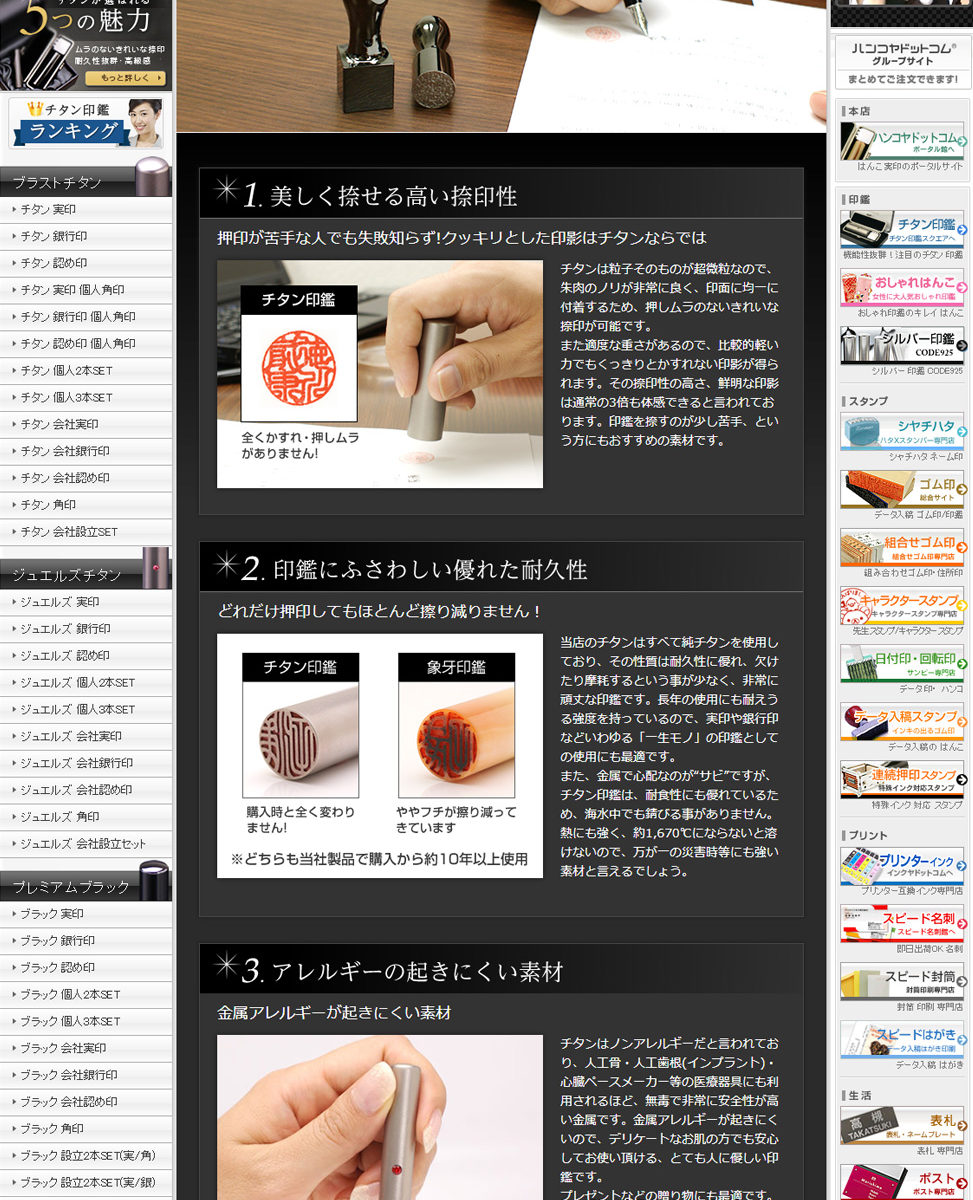 5つの魅力
ムラのないきれいな捺印
耐久性抜群・高級感
もっと詳しく
チタン印鑑
ランキング
ブラストチタン
チタン 実印
チタン 銀行印
チタン 認め印
チタン 実印 個人角印
チタン 銀行印 個人角印
チタン 認め印 個人角印
チタン 個人2本SET
チタン 個人3本SET
チタン 会社実印
チタン 会社銀行印
チタン 会社認め印
チタン 角印
チタン 会社設立SET
ジュエルズチタン
ジュエルズ 実印
ジュエルズ 銀行印
ジュエルズ 認め印
ジュエルズ 個人2本SET
ジュエルズ 個人3本SET
ジュエルズ 会社実印
ジュエルズ 会社銀行印
ジュエルズ 会社認め印
ジュエルズ 角印
ジュエルズ 会社設立セット
プレミアムブラック
ブラック 実印
ブラック 銀行印
ブラック 認め印
ブラック 個人2本SET
ブラック 個人3本SET
ブラック 会社実印
ブラック 会社銀行印
ブラック 会社認め印
ブラック 角印
ブラック 設立2本SET(実/角)
ブラック 設立2本SET(実/銀)
1. 美しく捺せる高い捺印性
押印が苦手な人でも失敗知らず!クッキリとした印影はチタンならでは
チタン印鑑
全くかすれ・押しムラ
がありません!
チタンは粒子そのものが超微粒なので、
朱肉のノリが非常に良く、印面に均一に
付着するため、押しムラのないきれいな
捺印が可能です。
また適度な重さがあるので、比較的軽い
力でもくっきりとかすれない印影が得ら
れます。その捺印性の高さ、鮮明な印影
は通常の3倍も体感できると言われてお
ります。印鑑を捺すのが少し苦手、とい
う方にもおすすめの素材です。
2. 印鑑にふさわしい優れた耐久性
どれだけ押印してもほとんど擦り減りません！
チタン印鑑
象牙印鑑
購入時と全く変わり
ません!
ややフチが擦り減って
きています
※どちらも当社製品で購入から約10年以上使用
当店のチタンはすべて純チタンを使用し
ており、その性質は耐久性に優れ、欠け
たり摩耗するという事が少なく、非常に
頑丈な印鑑です。長年の使用にも耐えう
る強度を持っているので、実印や銀行印
などいわゆる「一生モノ」の印鑑として
の使用にも最適です。
また、金属で心配なのが“サビ”ですが、
チタン印鑑は、耐食性にも優れているた
め、海水中でも錆びる事がありません。
熱にも強く、約1,670℃にならないと溶
けないので、万が一の災害時等にも強い
素材と言えるでしょう。
3. アレルギーの起きにくい素材
金属アレルギーが起きにくい素材
チタンはノンアレルギーだと言われてお
り、人工骨・人工歯根(インプラント)・
心臓ペースメーカー等の医療器具にも利
用されるほど、無毒で非常に安全性が高
い金属です。金属アレルギーが起きにく
いので、デリケートなお肌の方でも安心
してお使い頂ける、とても人に優しい印
鑑です。
プレゼントなどの贈り物にも最適です。
ハンコヤドットコム®
グループサイト
まとめてご注文できます!
本店
ハンコヤドットコム
ポータル館へ
はんこ実印のポータルサイト
印鑑
チタン印鑑
チタン印鑑スクエアへ
機能性抜群！注目のチタン印鑑
おしゃれはんこ
女性に大人気おしゃれ印鑑
おしゃれ印鑑のキレイはんこ
シルバー印鑑
CODE925
シルバー 印鑑 CODE925
スタンプ
シヤチハタ
シャチハタ ネーム印
ゴム印
総合サイト
データ入稿 ゴム印/印鑑
組合せゴム印
組合せゴム印専門店
組み合わせゴム印・住所印
キャラクタースタンプ
キャラクタースタンプ専門店
先生スタンプ/キャラクタースタンプ
日付印・回転印
サンビー専門店
データ印・ハンコ
データ入稿スタンプ
インキの出るゴム印
データ入稿の はんこ
連続押印スタンプ
特殊インク対応スタンプ
特殊インク 対応 スタンプ
プリント
プリンターインク
インクヤドットコムへ
プリンター互換インク専門店
スピード名刺
スピード名刺館へ
即日出荷OK 名刺
スピード封筒
封筒印刷専門店
封筒 印刷 専門店
スピードはがき
データ入稿はがき印刷
データ入稿 はがき
生活
高槻
TAKATSUKI
表札
表札・ネームプレート
表札 専門店
ポスト
ポスト専門店